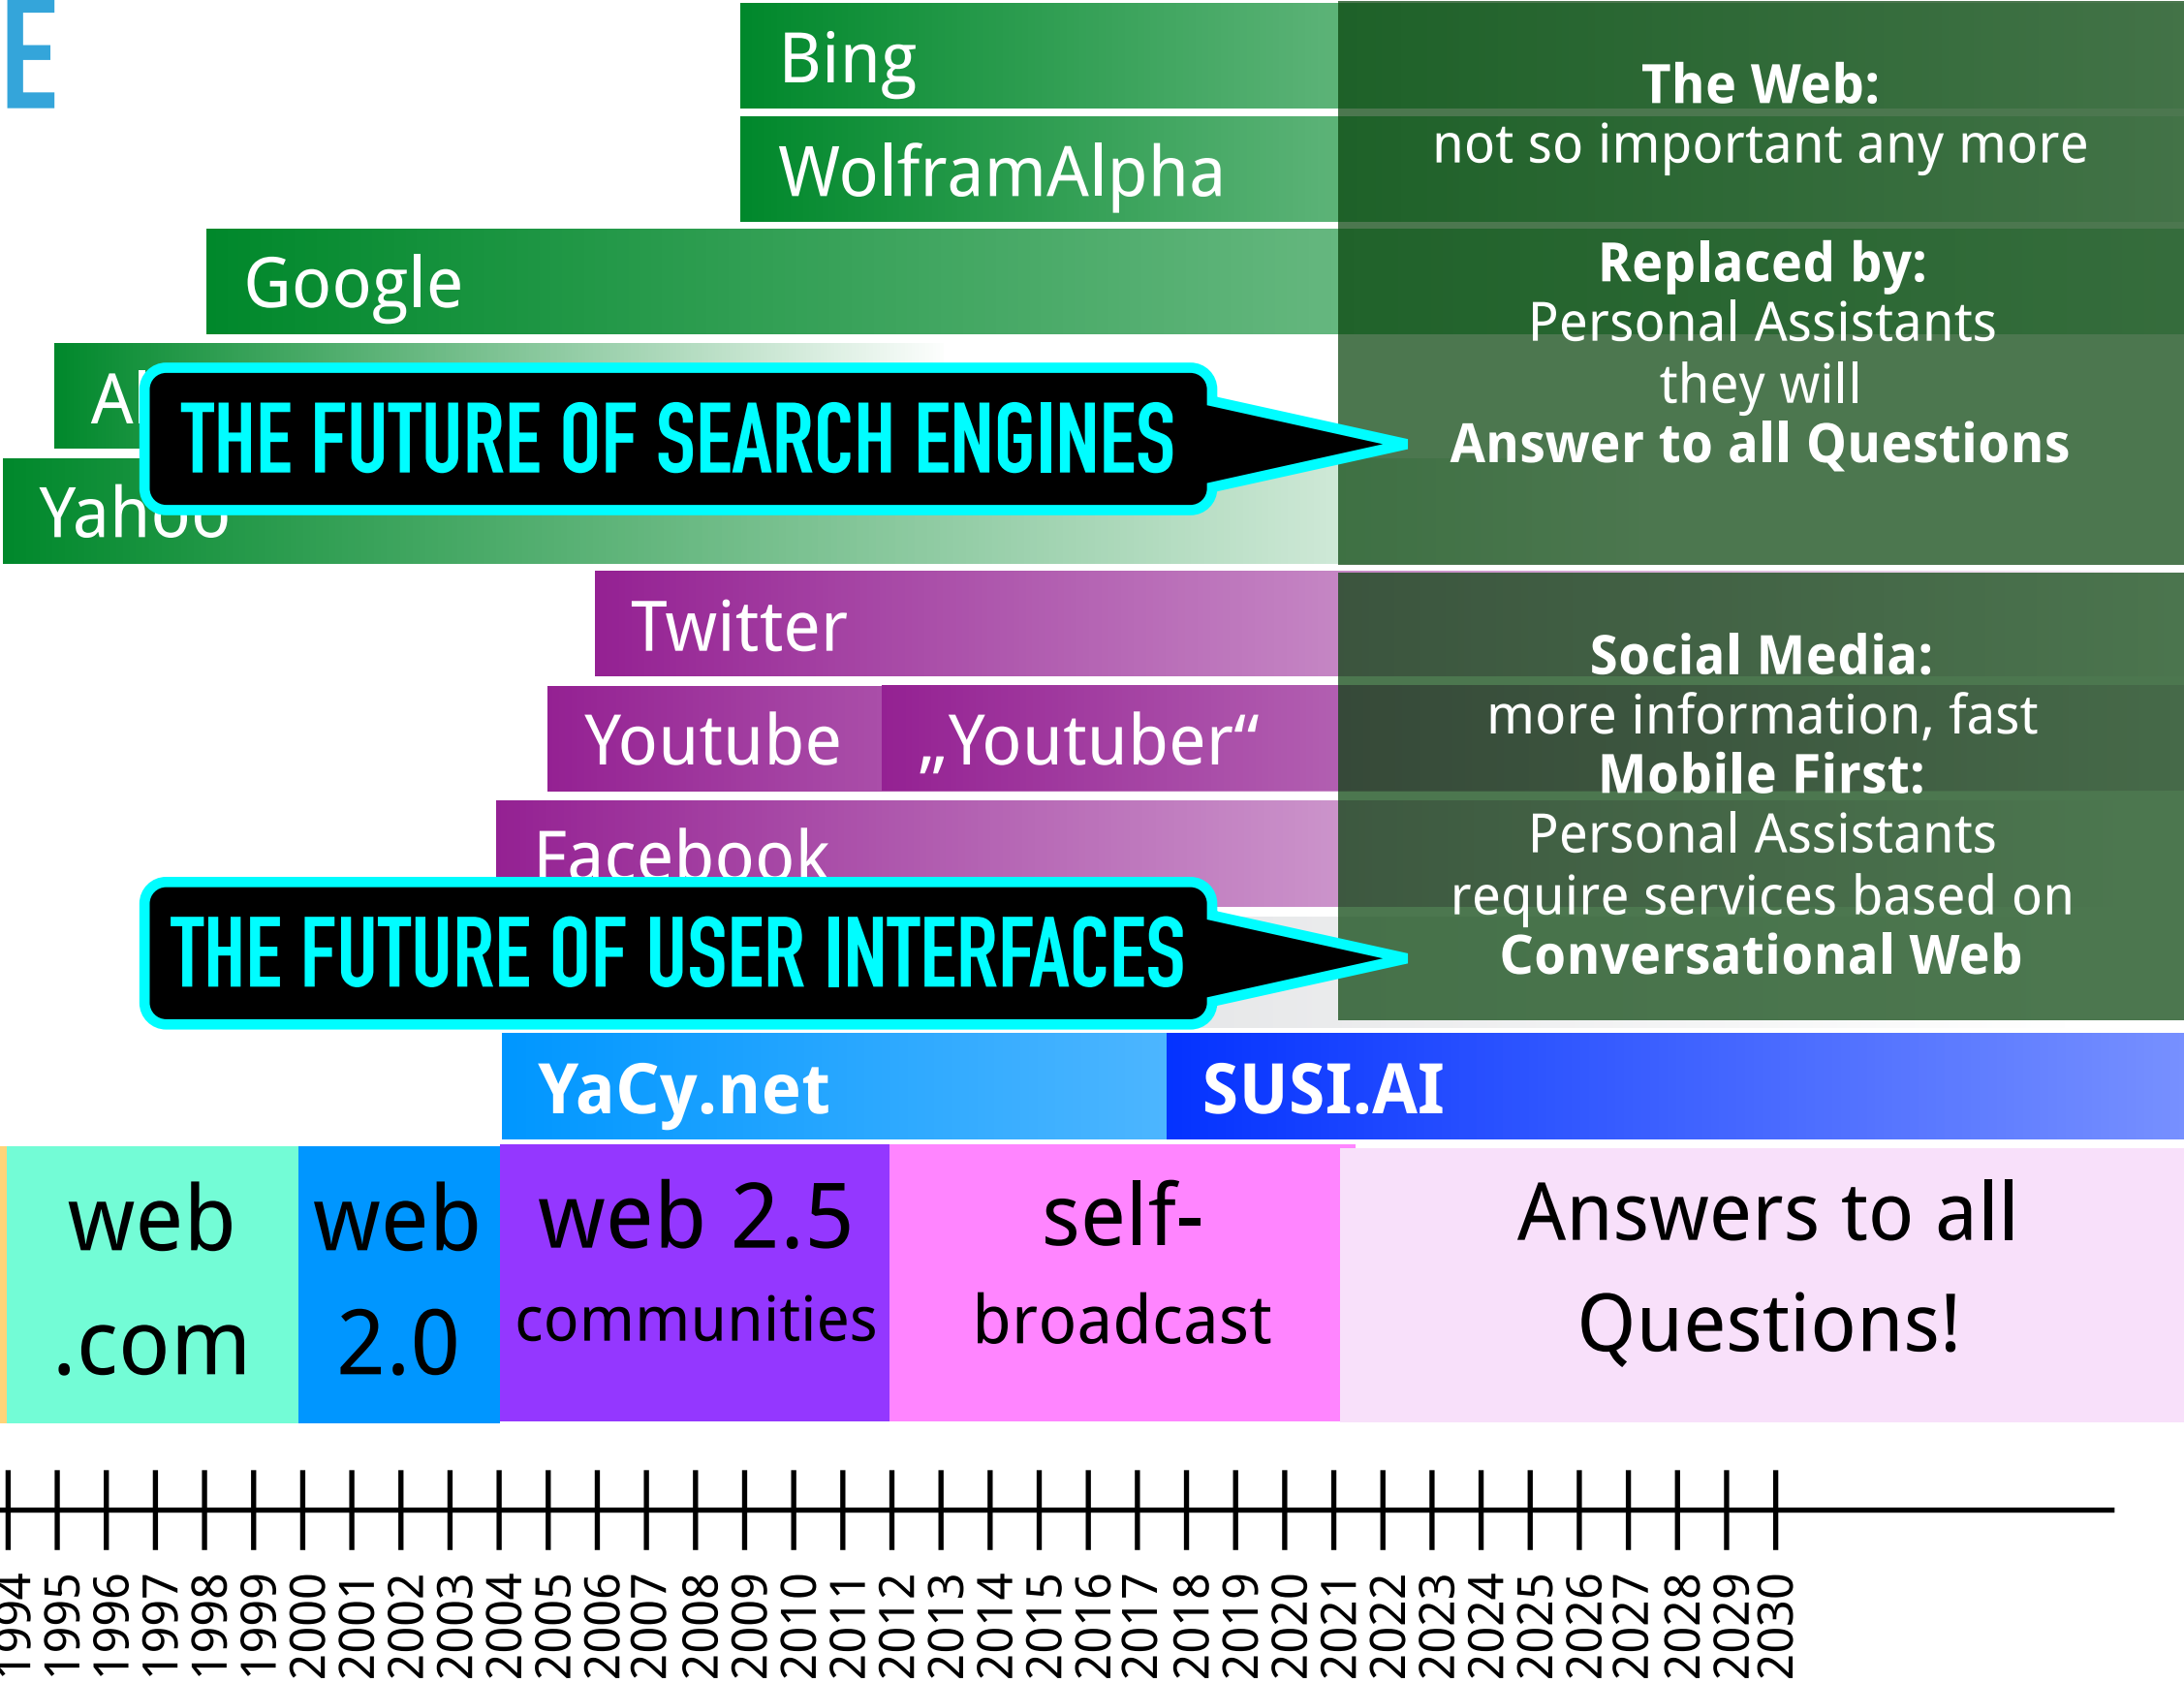 E
Bing
WolframAlpha
Google
Al
Yahoo
THE FUTURE OF SEARCH ENGINES
The Web:
not so important any more
Replaced by:
Personal Assistants
they will
Answer to all Questions
Twitter
Youtube
„Youtuber“
Facebook
THE FUTURE OF USER INTERFACES
Social Media:
more information, fast
Mobile First:
Personal Assistants
require services based on
Conversational Web
YaCy.net
SUSI.AI
web
.com
web
2.0
web 2.5
communities
self-
broadcast
Answers to all
Questions!
1994
1995
1996
1997
1998
1999
2000
2001
2002
2003
2004
2005
2006
2007
2008
2009
2010
2011
2012
2013
2014
2015
2016
2017
2018
2019
2020
2021
2022
2023
2024
2025
2026
2027
2028
2029
2030